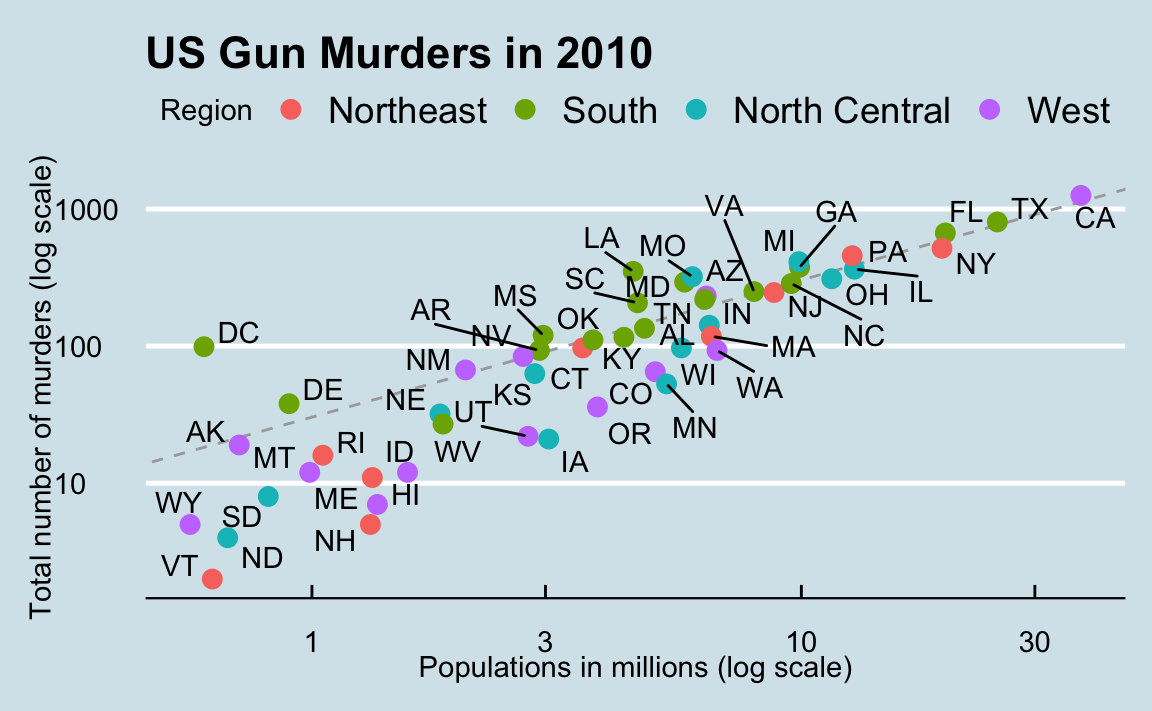 US Gun Murders in 2010
Region Northeast South North Central West
Total number of murders (log scale)
1000
100
10
VA
GA
FL
TX
CA
LA
MO
MI
PA
NY
SC
MD
AZ
OH
IL
AR
MS
OK
TN
IN
NJ
NC
DC
NV
AL
MA
NM
KY
KS
CT
CO
WI
WA
DE
NE
UT
OR
MN
AK
RI
WV
IA
MT
ID
WY
ME
HI
SD
NH
VT
ND
1 3 10 30
Populations in millions (log scale)